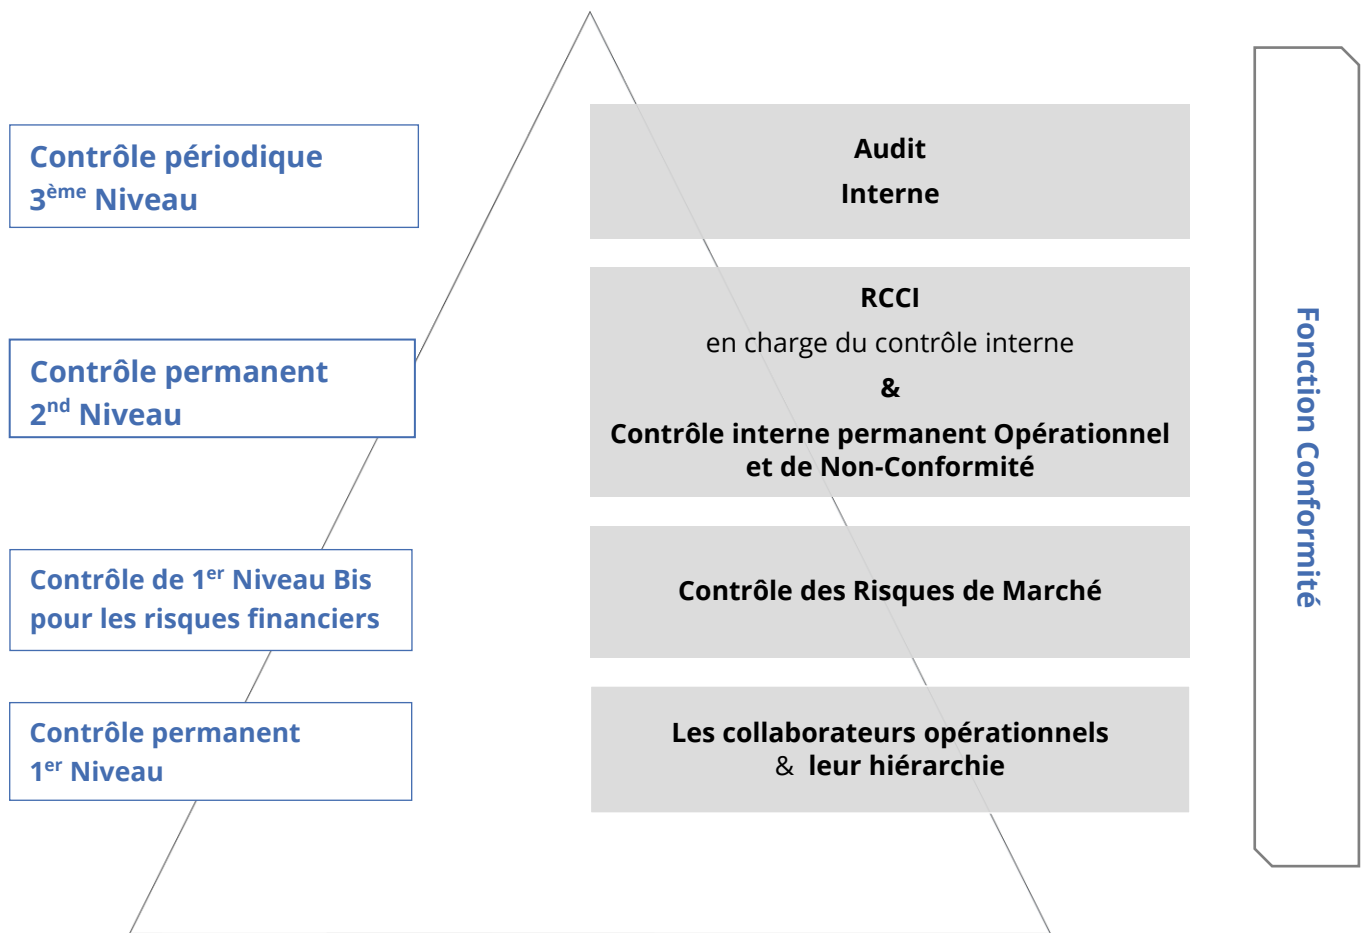 Contrôle périodique
3ème Niveau
Audit
Interne
Contrôle permanent
2nd Niveau
RCCI
en charge du contrôle interne
&
Contrôle interne permanent Opérationnel
et de Non-Conformité
Contrôle de 1er Niveau Bis
pour les risques financiers
Contrôle des Risques de Marché
Contrôle permanent
1er Niveau
Les collaborateurs opérationnels
& leur hiérarchie
Fonction Conformité